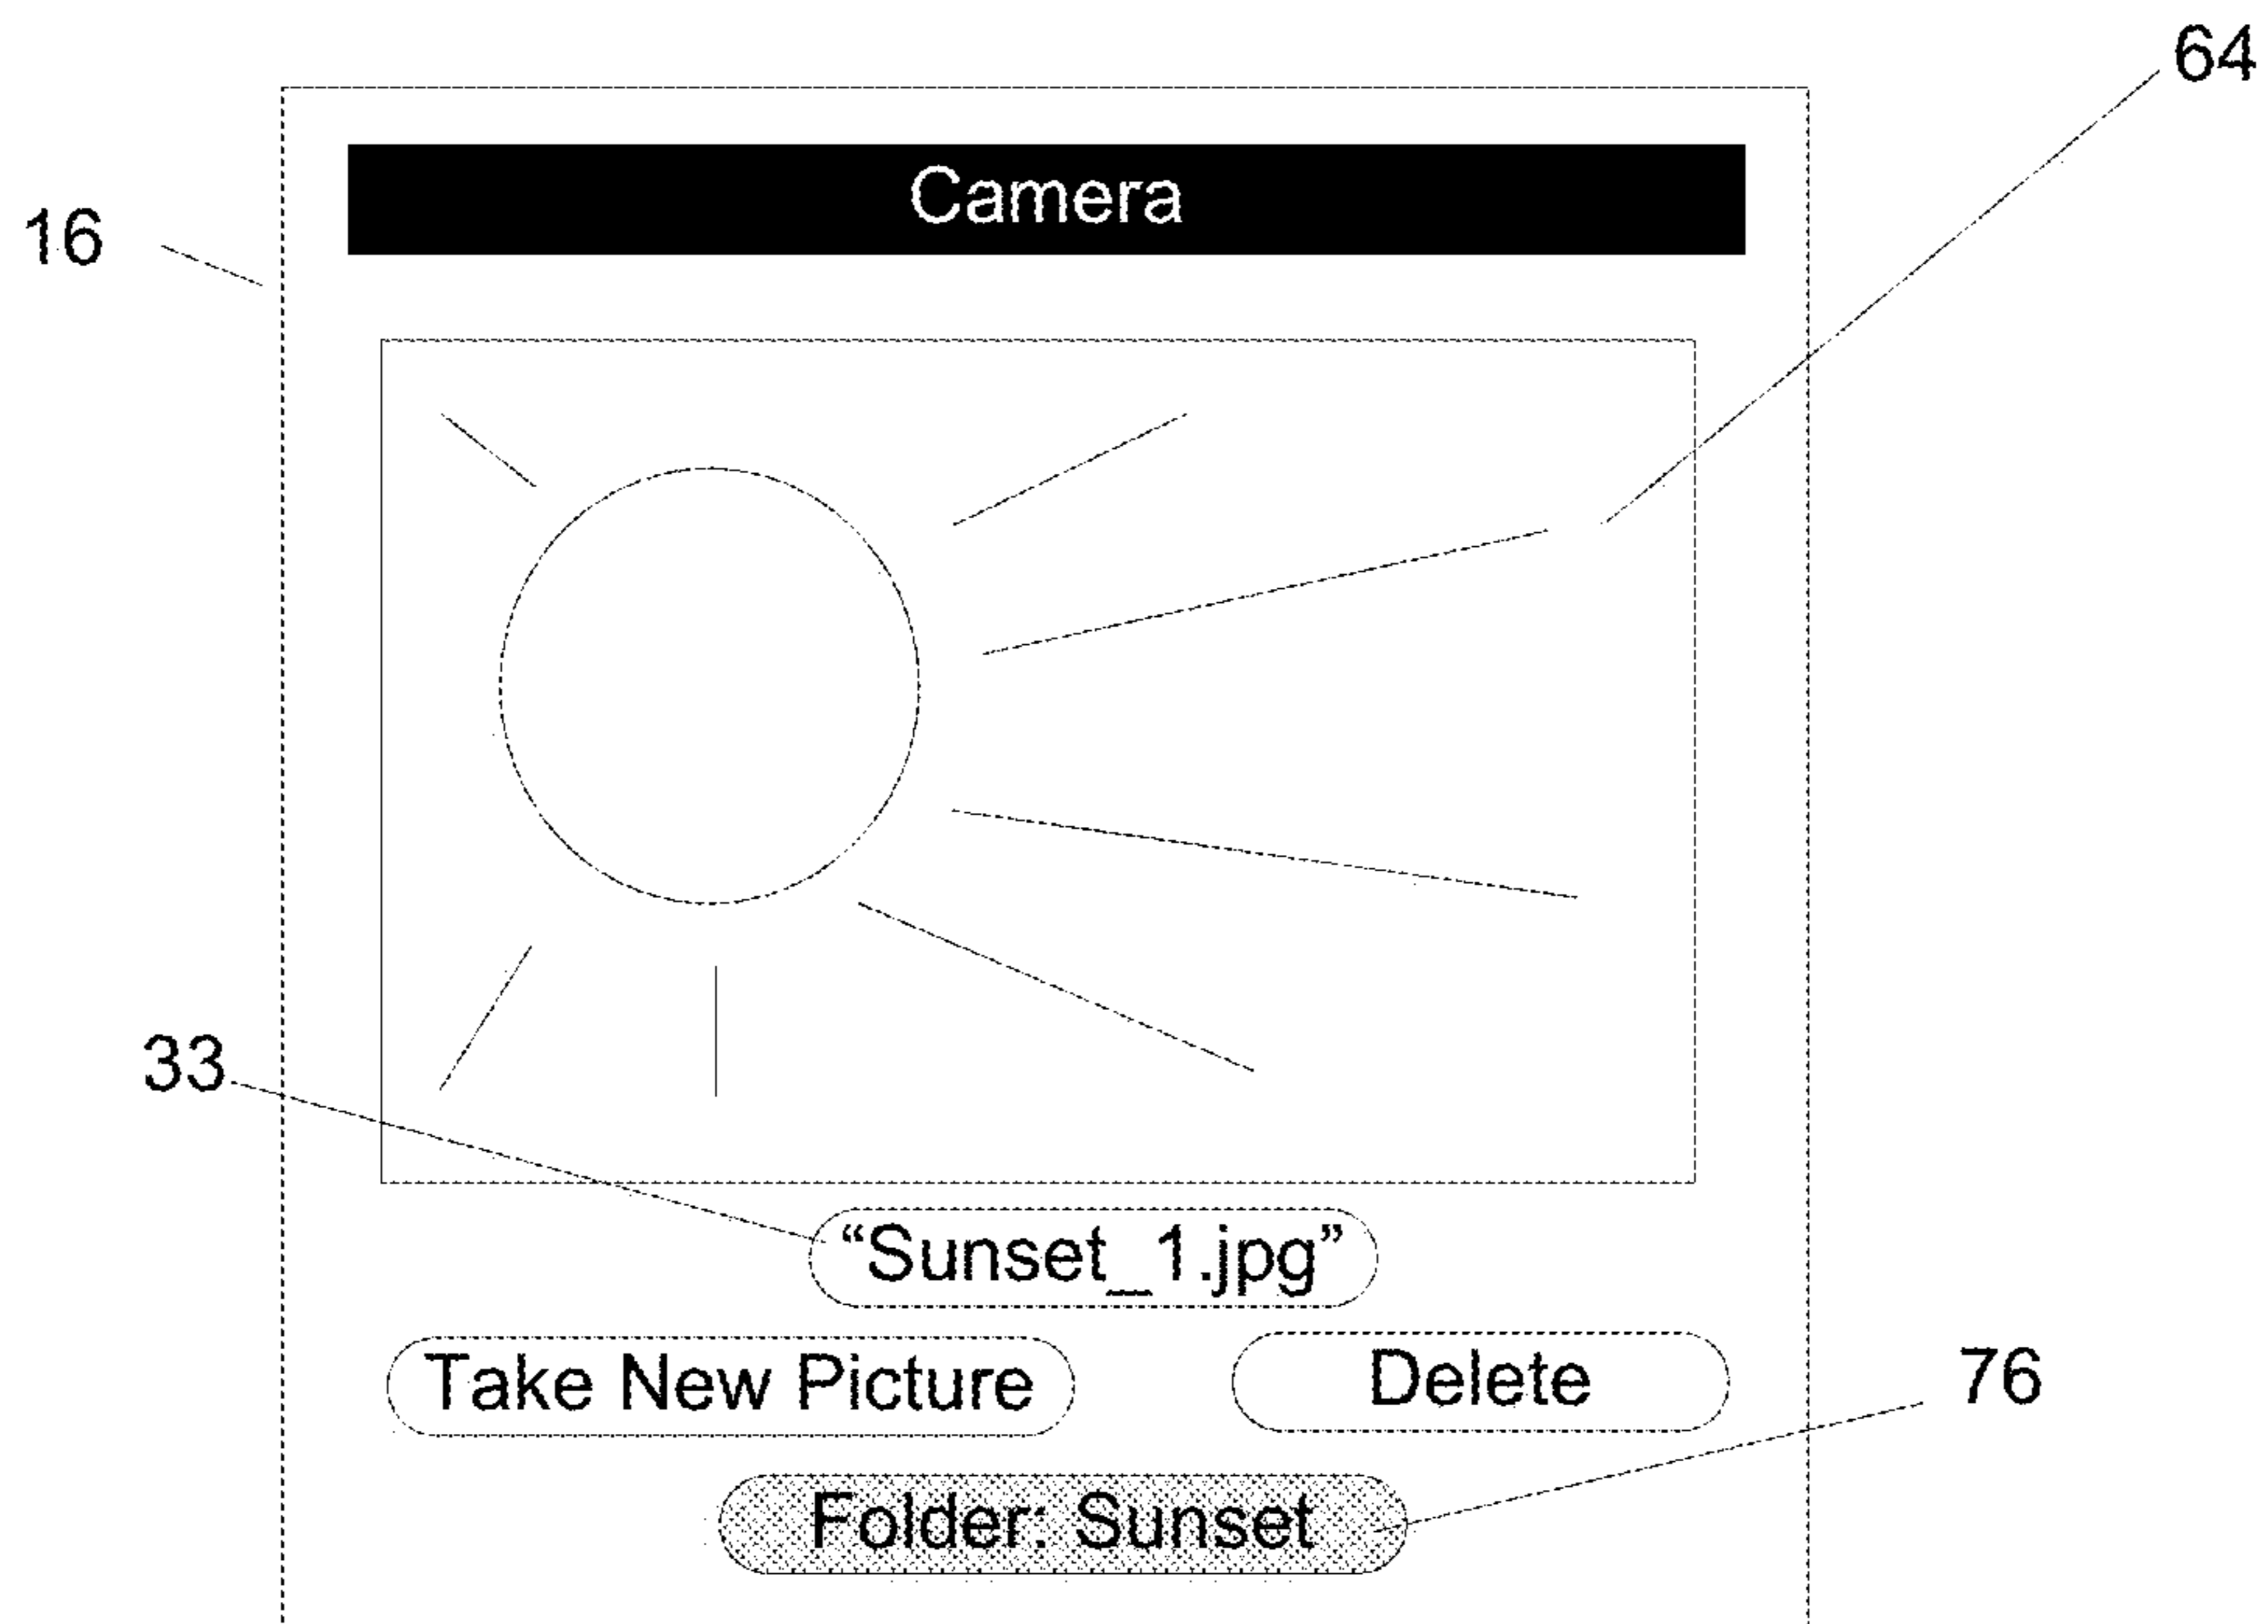 64
Camera
16
33
“Sunset_1.jpg”
Take New Picture
Delete
76
Folder: Sunset